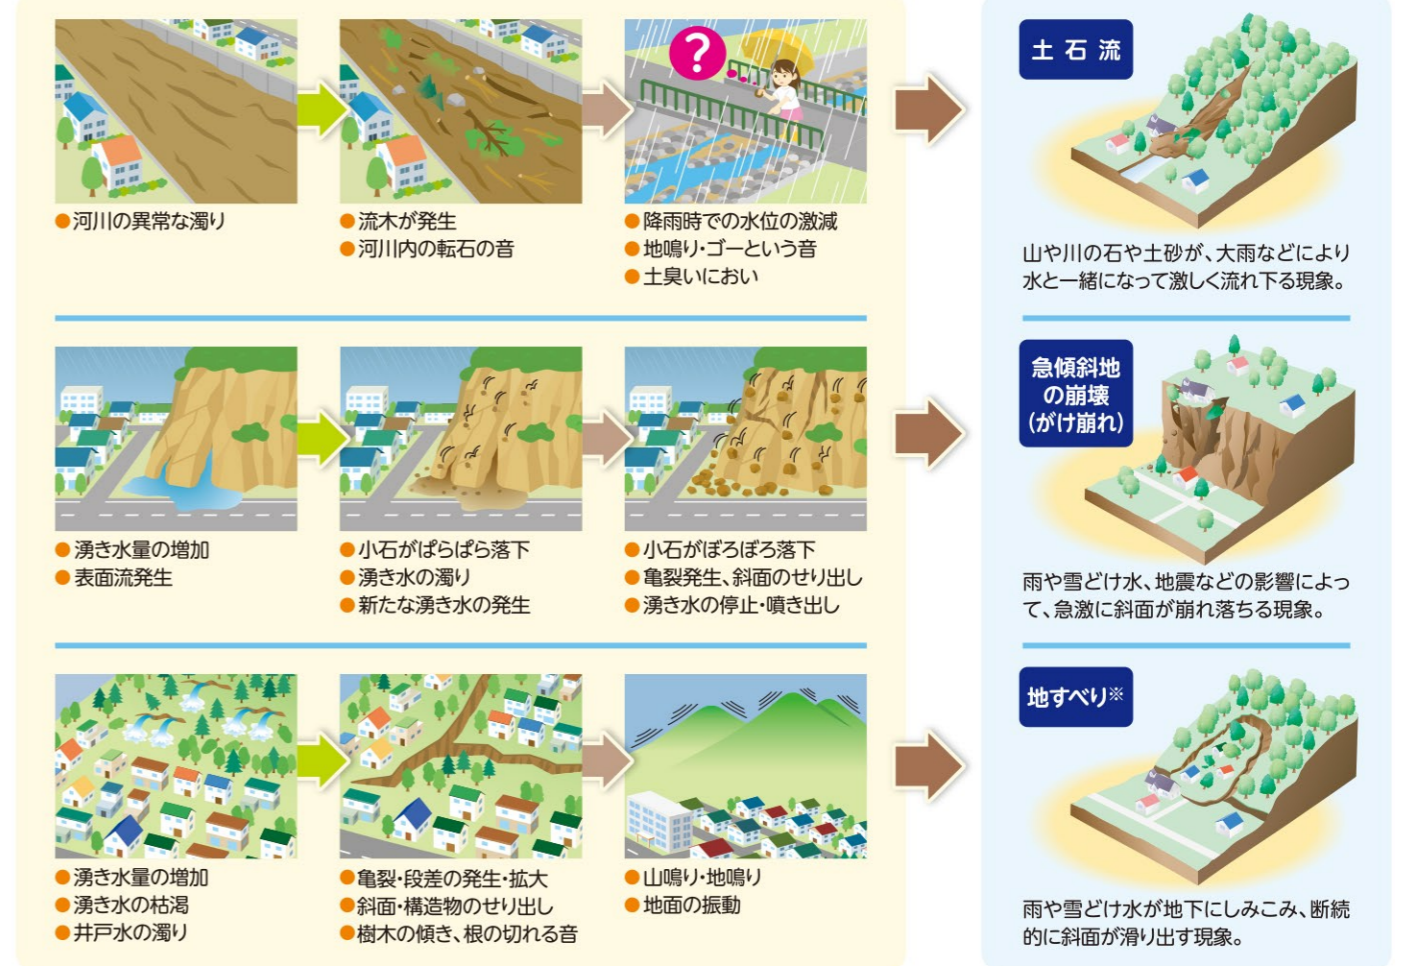 ?
●河川の異常な濁り
●流木が発生
●河川内の転石の音
●降雨時での水位の激減
●地鳴り・ゴーという音
●土臭いにおい
土石流
山や川の石や土砂が、大雨などにより
水と一緒になって激しく流れ下る現象。
●湧き水量の増加
●表面流発生
●小石がぱらぱら落下
●湧き水の濁り
●新たな湧き水の発生
●小石がぼろぼろ落下
●亀裂発生、斜面のせり出し
●湧き水の停止・噴き出し
急傾斜地
の崩壊
(がけ崩れ)
雨や雪どけ水、地震などの影響によっ
て、急激に斜面が崩れ落ちる現象。
●湧き水量の増加
●湧き水の枯渇
●井戸水の濁り
●亀裂・段差の発生・拡大
●斜面・構造物のせり出し
●樹木の傾き、根の切れる音
●山鳴り・地鳴り
●地面の振動
地すべり※
雨や雪どけ水が地下にしみこみ、断続
的に斜面が滑り出す現象。